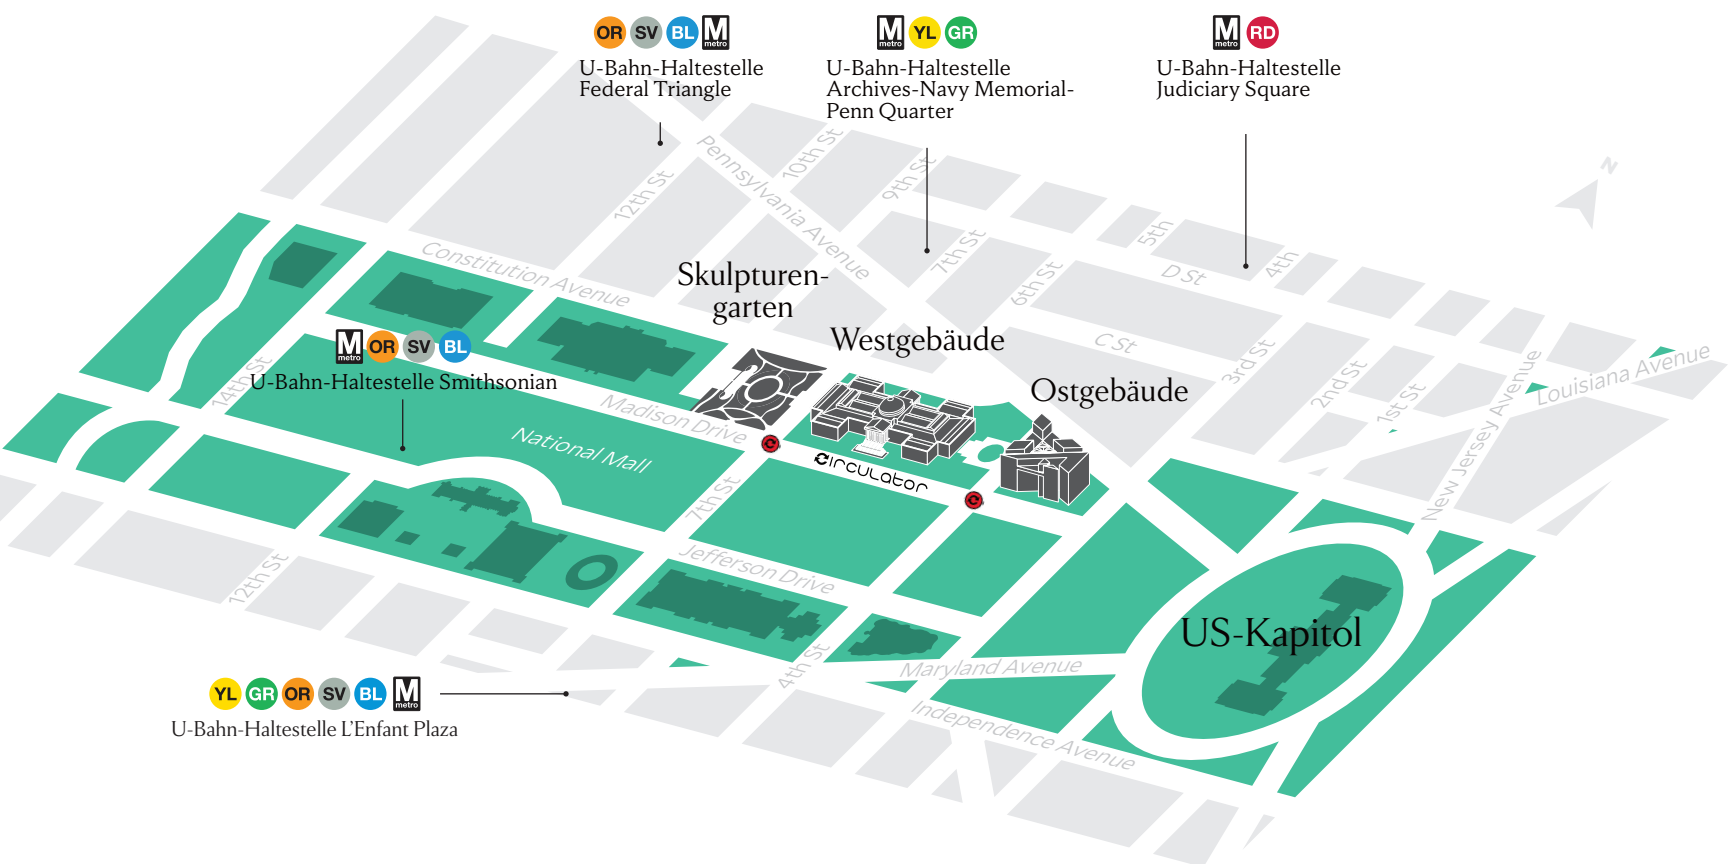 OR SV BL M metro
U-Bahn-Haltestelle
Federal Triangle
M metro YL GR
U-Bahn-Haltestelle
Archives-Navy Memorial-
Penn Quarter
M metro RD
U-Bahn-Haltestelle
Judiciary Square
N
Pennsylvania Avenue
10th St
9th St
12th St
7th St
6th St
5th
4th
D St
C St
3rd St
2nd St
1st St
New Jersey Avenue
Louisiana Avenue
Constitution Avenue
Skulpturen-
garten
Westgebäude
Ostgebäude
M metro OR SV BL
U-Bahn-Haltestelle Smithsonian
14th St
Madison Drive
National Mall
circulator
7th St
Jefferson Drive
12th St
4th St
US-Kapitol
Maryland Avenue
Independence Avenue
YL GR OR SV BL M metro
U-Bahn-Haltestelle L'Enfant Plaza